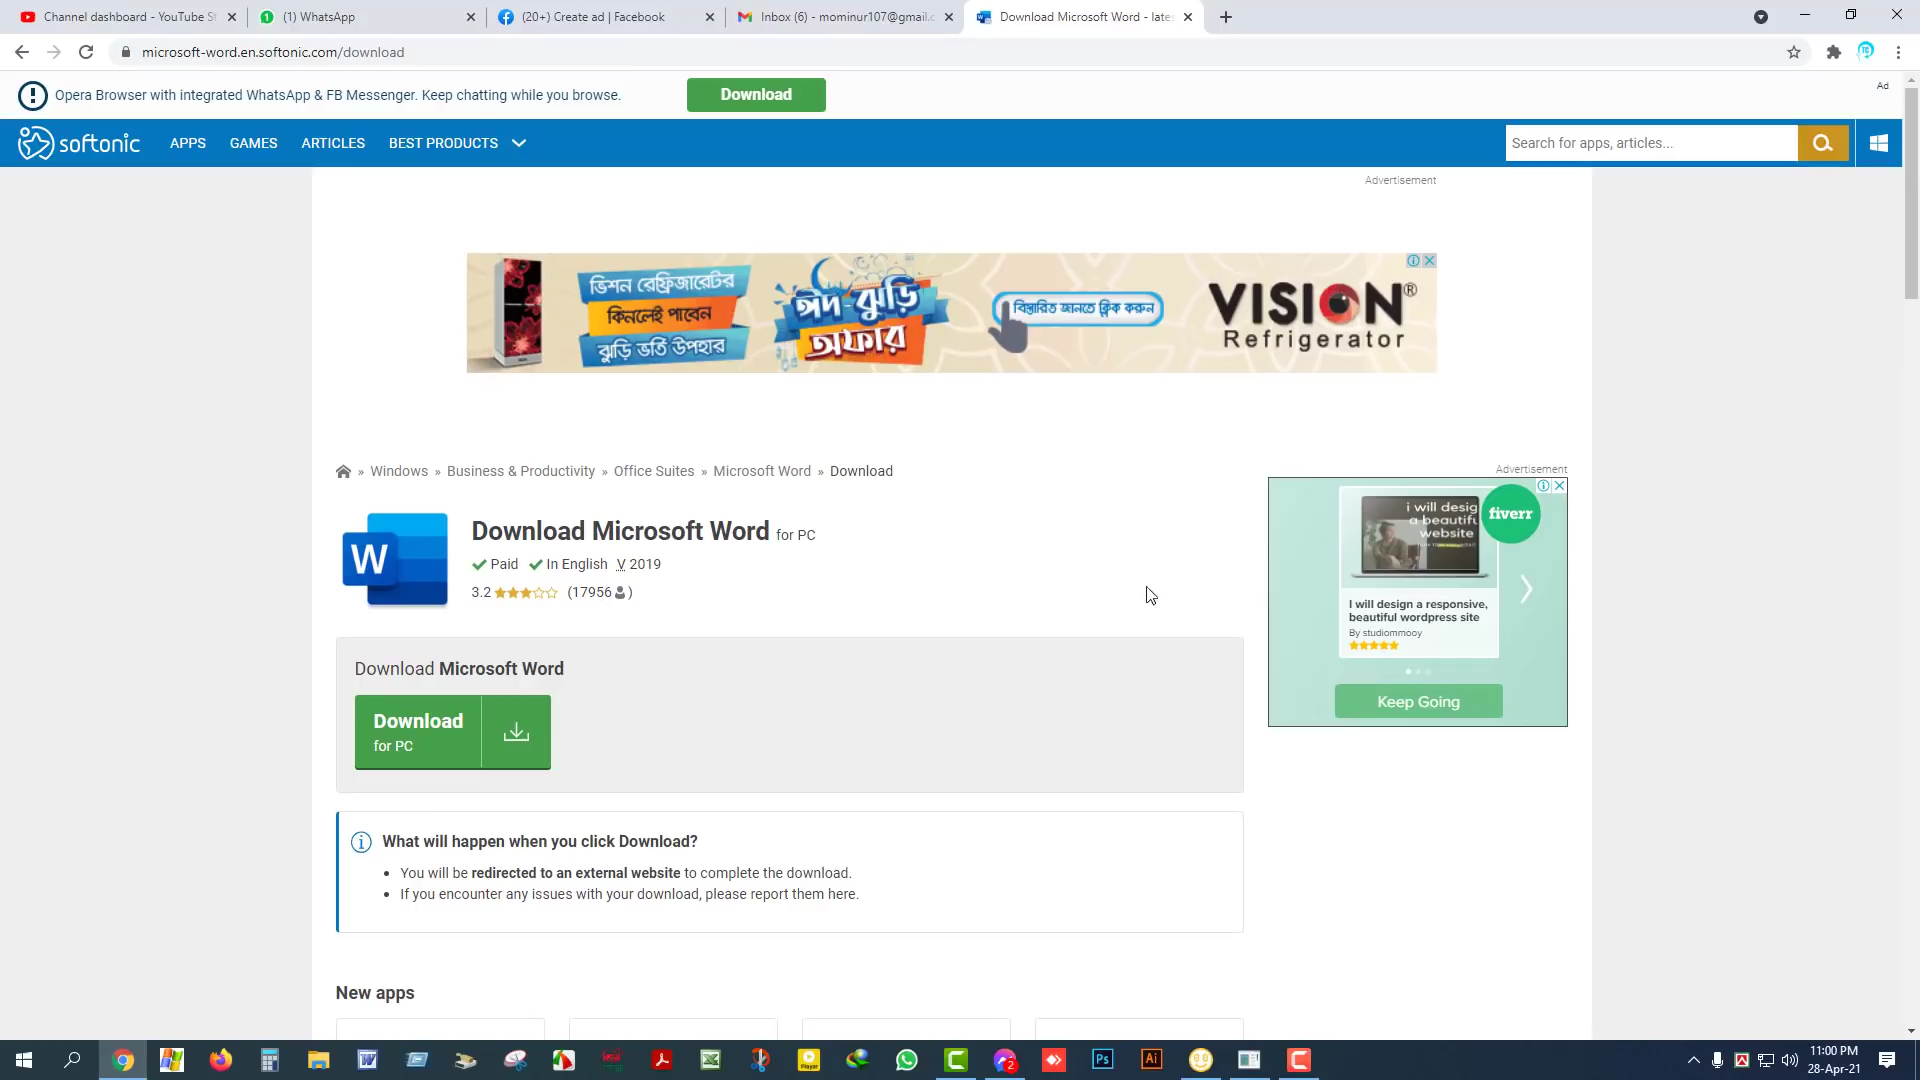 Channel dashboard - YouTube St
(1) WhatsApp
(20+) Create ad | Facebook
Inbox (6) - mominur107@gmail.c
Download Microsoft Word - late
microsoft-word.en.softonic.com/download
Opera Browser with integrated WhatsApp & FB Messenger. Keep chatting while you browse.
Download
Ad
softonic
APPS
GAMES
ARTICLES
BEST PRODUCTS
Search for apps, articles...
Advertisement
ভিশন রেফ্রিজারেটর
কিনলেই পাবেন
ঝুড়ি ভর্তি উপহার
ঈদ-ঝুড়ি
অফার
বিস্তারিত জানতে ক্লিক করুন
VISION®
Refrigerator
» Windows » Business & Productivity » Office Suites » Microsoft Word » Download
Advertisement
Download Microsoft Word for PC
Paid In English V 2019
3.2 (17956 )
W
i will desig
a beautifu
website
fiverr
I will design a responsive,
beautiful wordpress site
By studiommooy
Keep Going
Download Microsoft Word
Download
for PC
What will happen when you click Download?
• You will be redirected to an external website to complete the download.
• If you encounter any issues with your download, please report them here.
New apps
Player
2
Ps
Ai
11:00 PM
28-Apr-21